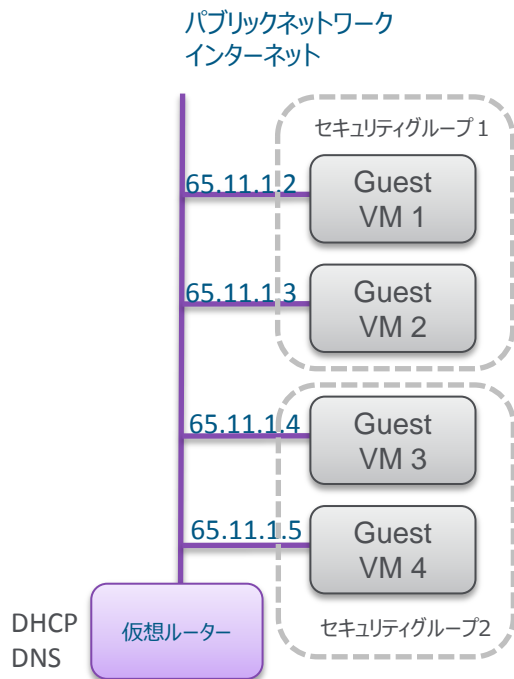 パブリックネットワーク
インターネット
セキュリティグループ1
65.11.1.2
Guest
VM 1
65.11.1.3
Guest
VM 2
65.11.1.4
Guest
VM 3
65.11.1.5
Guest
VM 4
セキュリティグループ2
DHCP
DNS
仮想ルーター